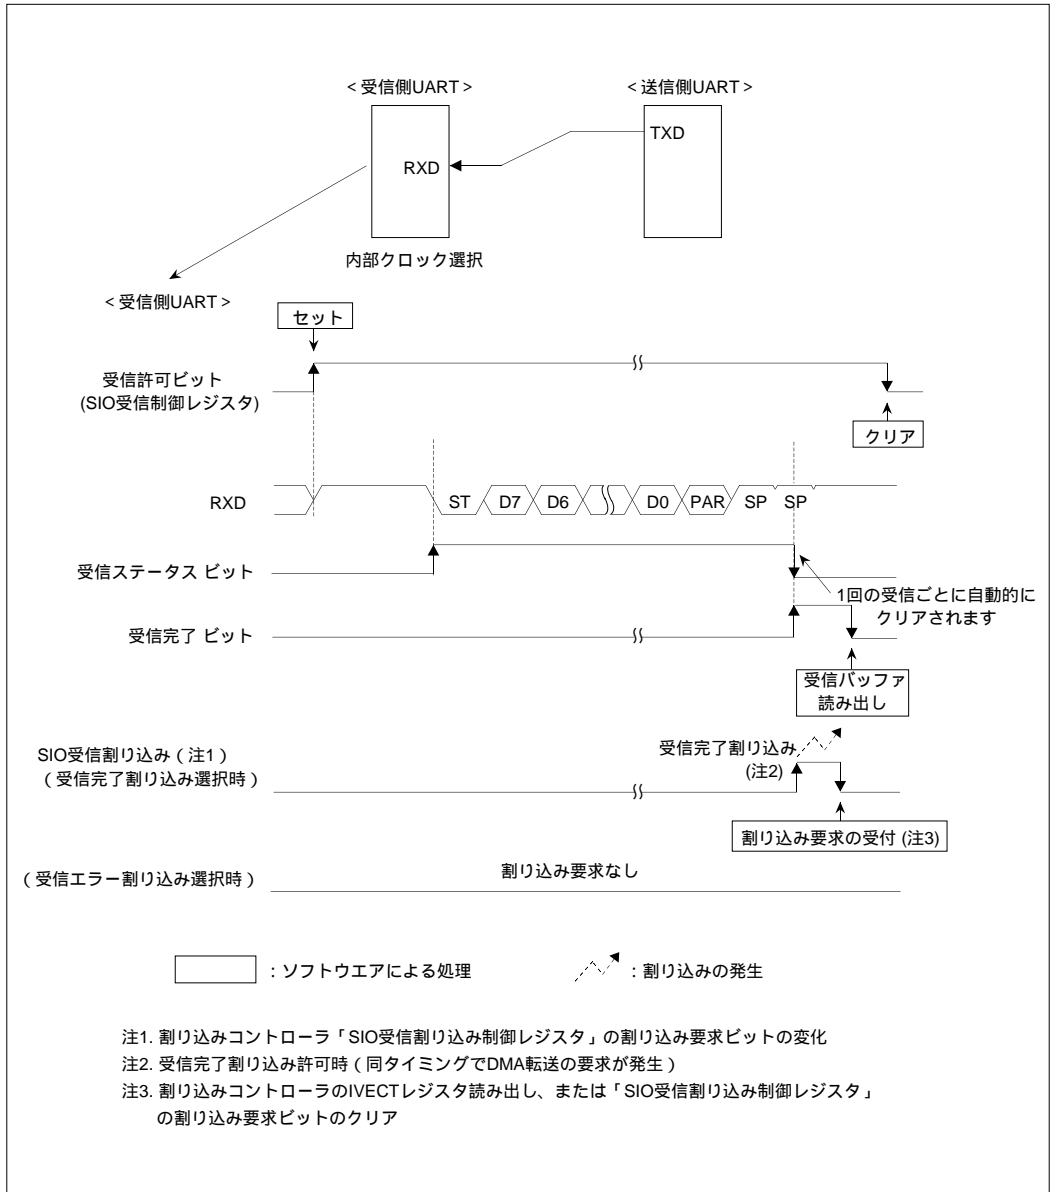 <受信側UART>
<送信側UART>
TXD
RXD
内部クロック選択
<受信側UART>
セット
受信許可ビット
(SIO受信制御レジスタ)
クリア
RXD
ST D7 D6 D0 PAR SP SP
受信ステータス ビット
1回の受信ごとに自動的に
クリアされます
受信完了 ビット
受信バッファ
読み出し
SIO受信割り込み(注1)
(受信完了割り込み選択時)
受信完了割り込み
(注2)
割り込み要求の受付 (注3)
(受信エラー割り込み選択時)
割り込み要求なし
:ソフトウエアによる処理
:割り込みの発生
注1. 割り込みコントローラ「SIO受信割り込み制御レジスタ」の割り込み要求ビットの変化
注2. 受信完了割り込み許可時(同タイミングでDMA転送の要求が発生)
注3. 割り込みコントローラのIVECTレジスタ読み出し、または「SIO受信割り込み制御レジスタ」
の割り込み要求ビットのクリア